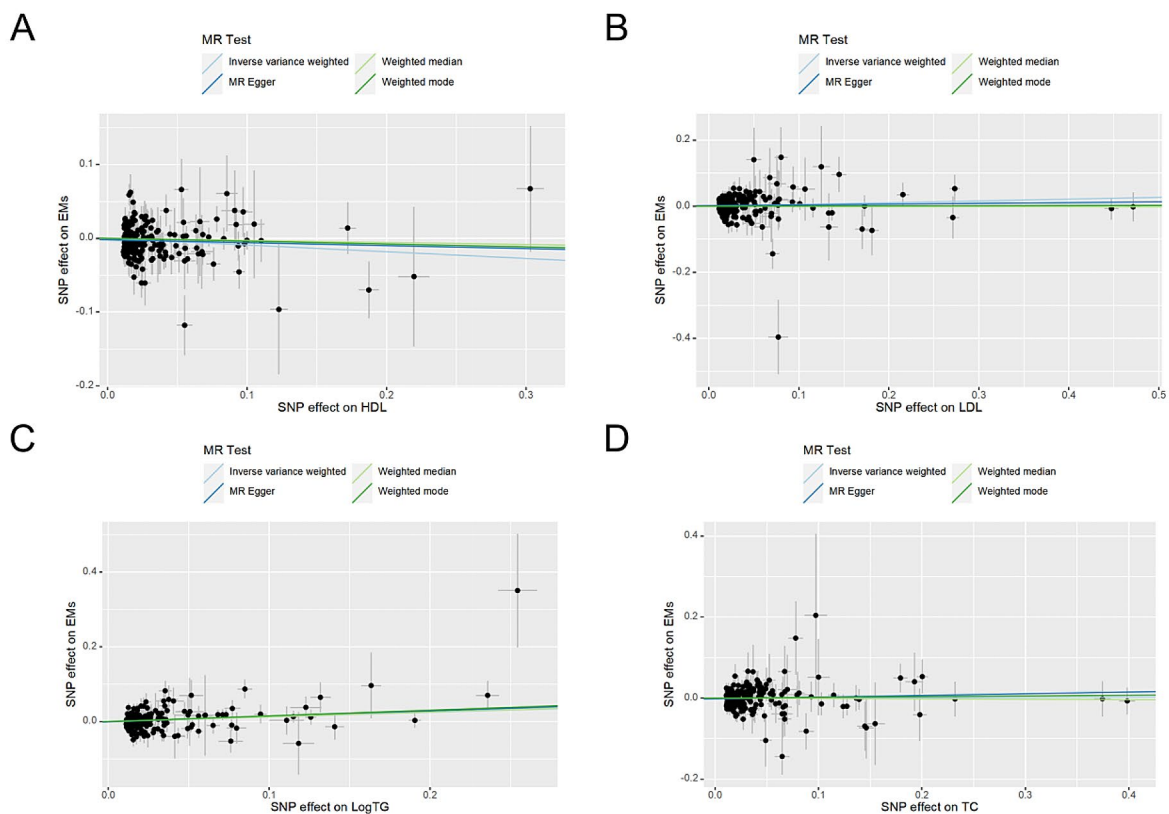 A
MR Test
Inverse variance weighted
Weighted median
MR Egger
Weighted mode
SNP effect on EMs
0.1
0.0
-0.1
-0.2
0.0
0.1
0.2
0.3
SNP effect on HDL
B
MR Test
Inverse variance weighted
Weighted median
MR Egger
Weighted mode
SNP effect on EMs
0.2
0.0
-0.2
-0.4
0.0
0.1
0.2
0.3
0.4
0.5
SNP effect on LDL
C
MR Test
Inverse variance weighted
Weighted median
MR Egger
Weighted mode
SNP effect on EMs
0.4
0.2
0.0
0.0
0.1
0.2
SNP effect on LogTG
D
MR Test
Inverse variance weighted
Weighted median
MR Egger
Weighted mode
SNP effect on EMs
0.4
0.2
0.0
-0.2
0.0
0.1
0.2
0.3
0.4
SNP effect on TC